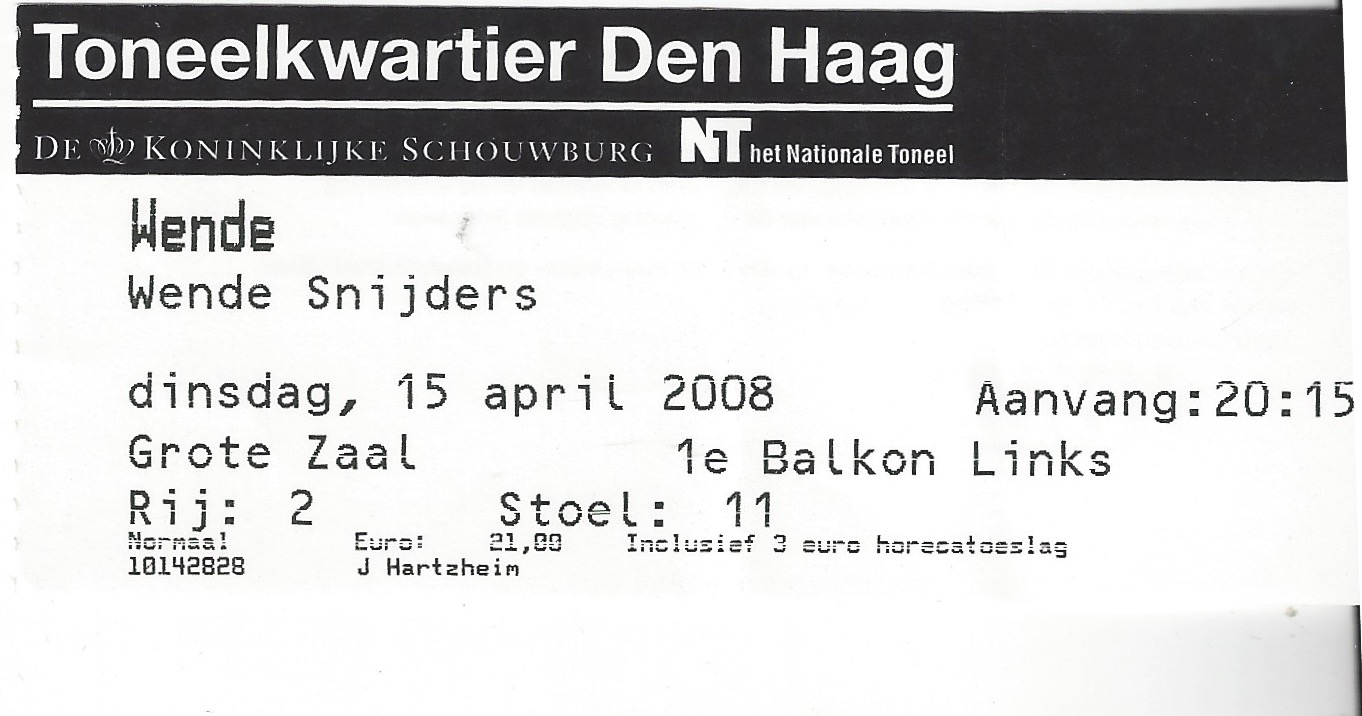 Toneelkwartier Den Haag
DE KONINKLIJKE SCHOUWBURG NT het Nationale Toneel
Wende
Wende Snijders
dinsdag, 15 april 2008 Aanvang:20:15
Grote Zaal 1e Balkon Links
Rij: 2 Stoel: 11
Normaal Euro: 21,00 Inclusief 3 euro horecatoeslag
10142828 J Hartzheim